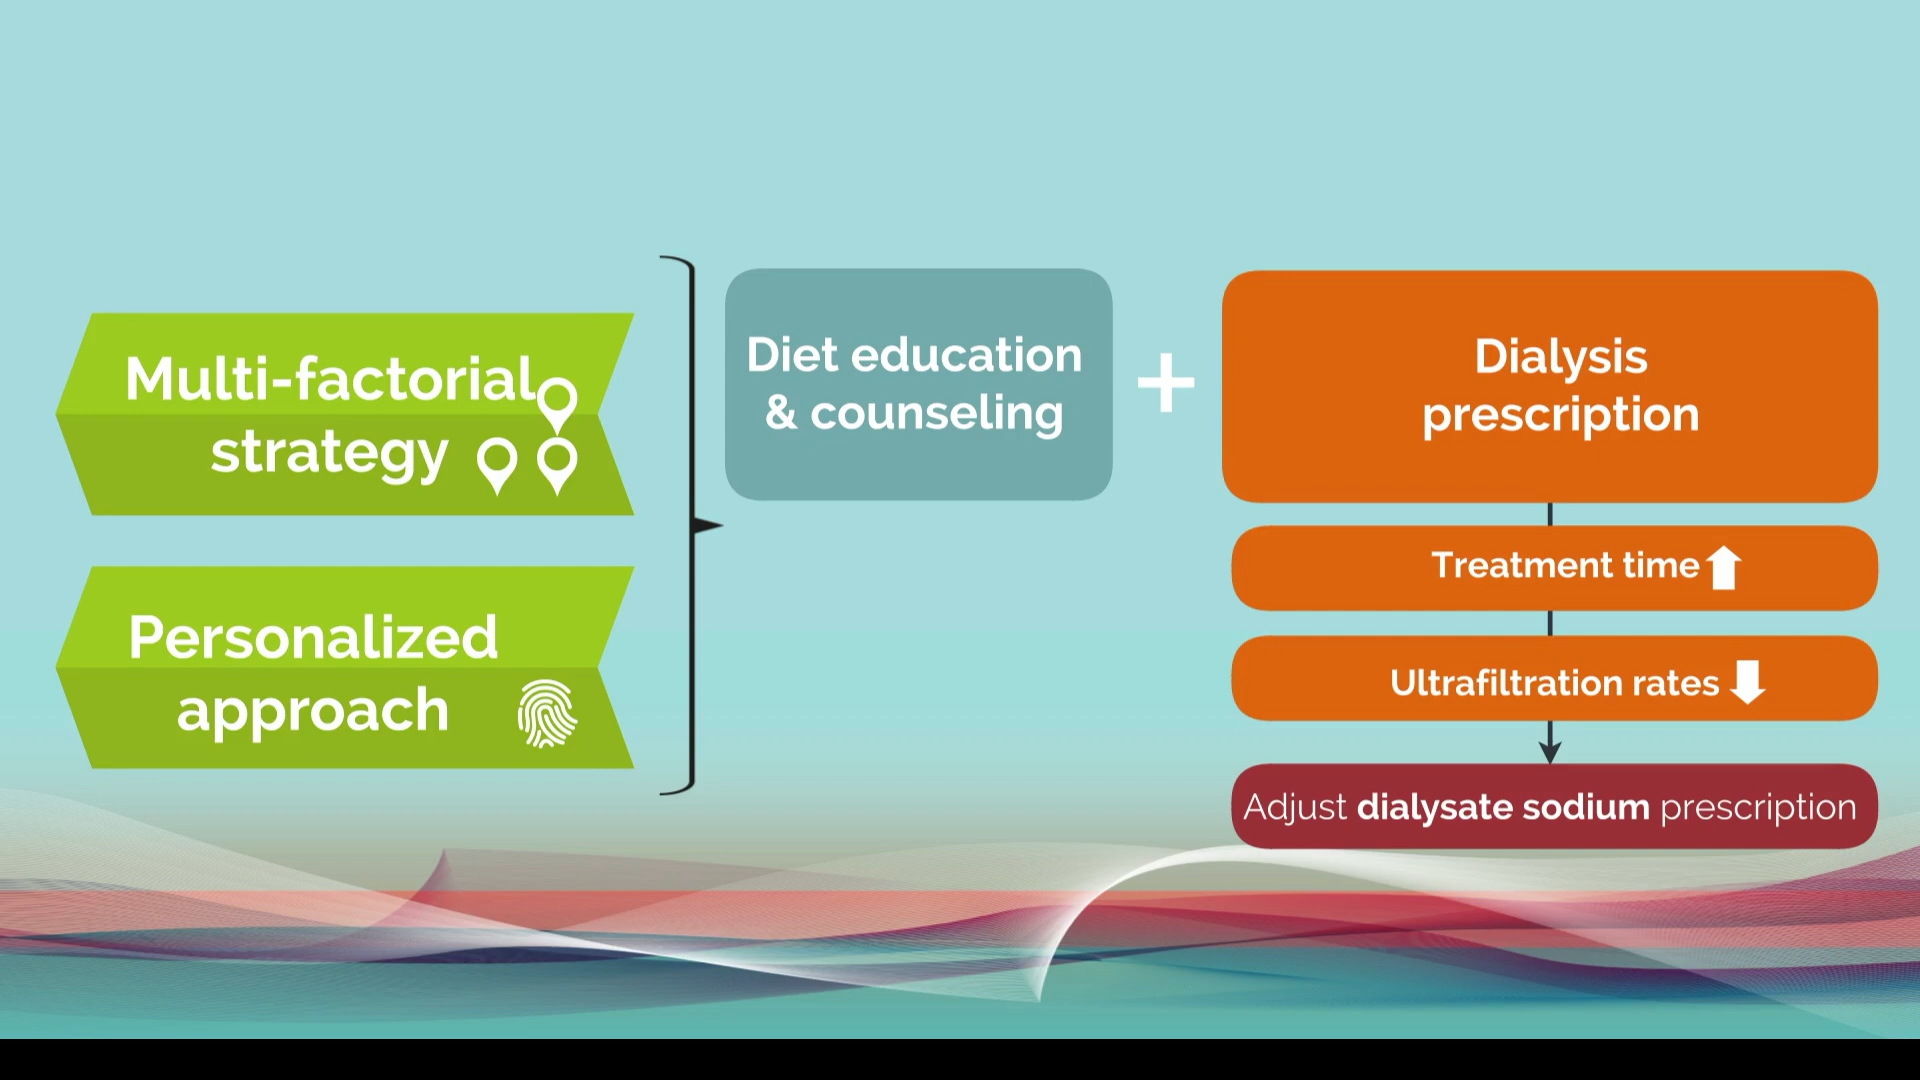 Multi-factorial
strategy
Personalized
approach
Diet education
& counseling
+
Dialysis
prescription
Treatment time
Ultrafiltration rates
Adjust dialysate sodium prescription